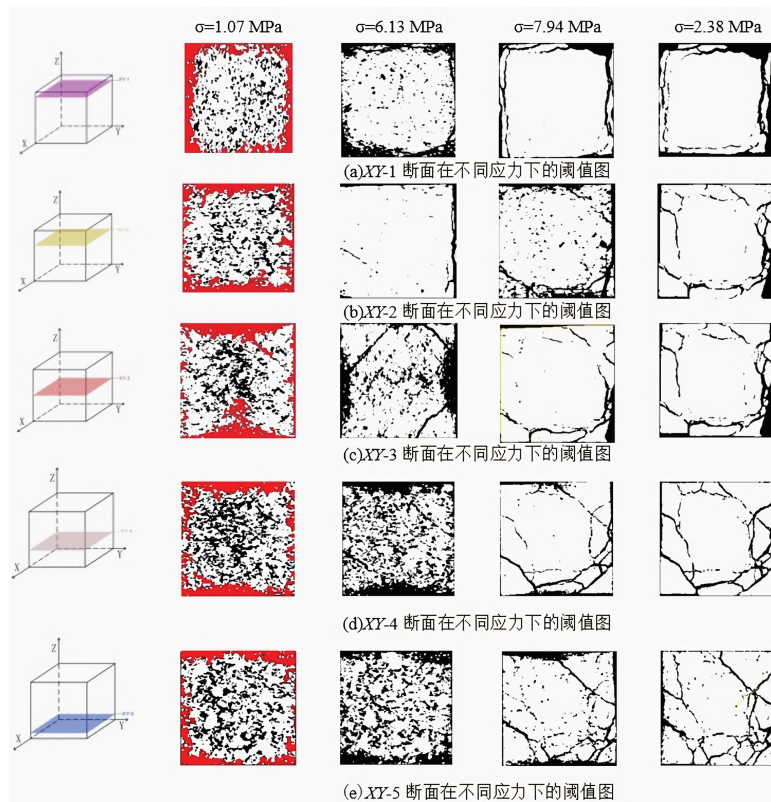 σ=1.07 MPa σ=6.13 MPa σ=7.94 MPa σ=2.38 MPa
Z
X Y
(a)XY-1 断面在不同应力下的阈值图
Z
X Y
(b)XY-2 断面在不同应力下的阈值图
Z
X Y
(c)XY-3 断面在不同应力下的阈值图
Z
X Y
(d)XY-4 断面在不同应力下的阈值图
Z
X Y
(e)XY-5 断面在不同应力下的阈值图